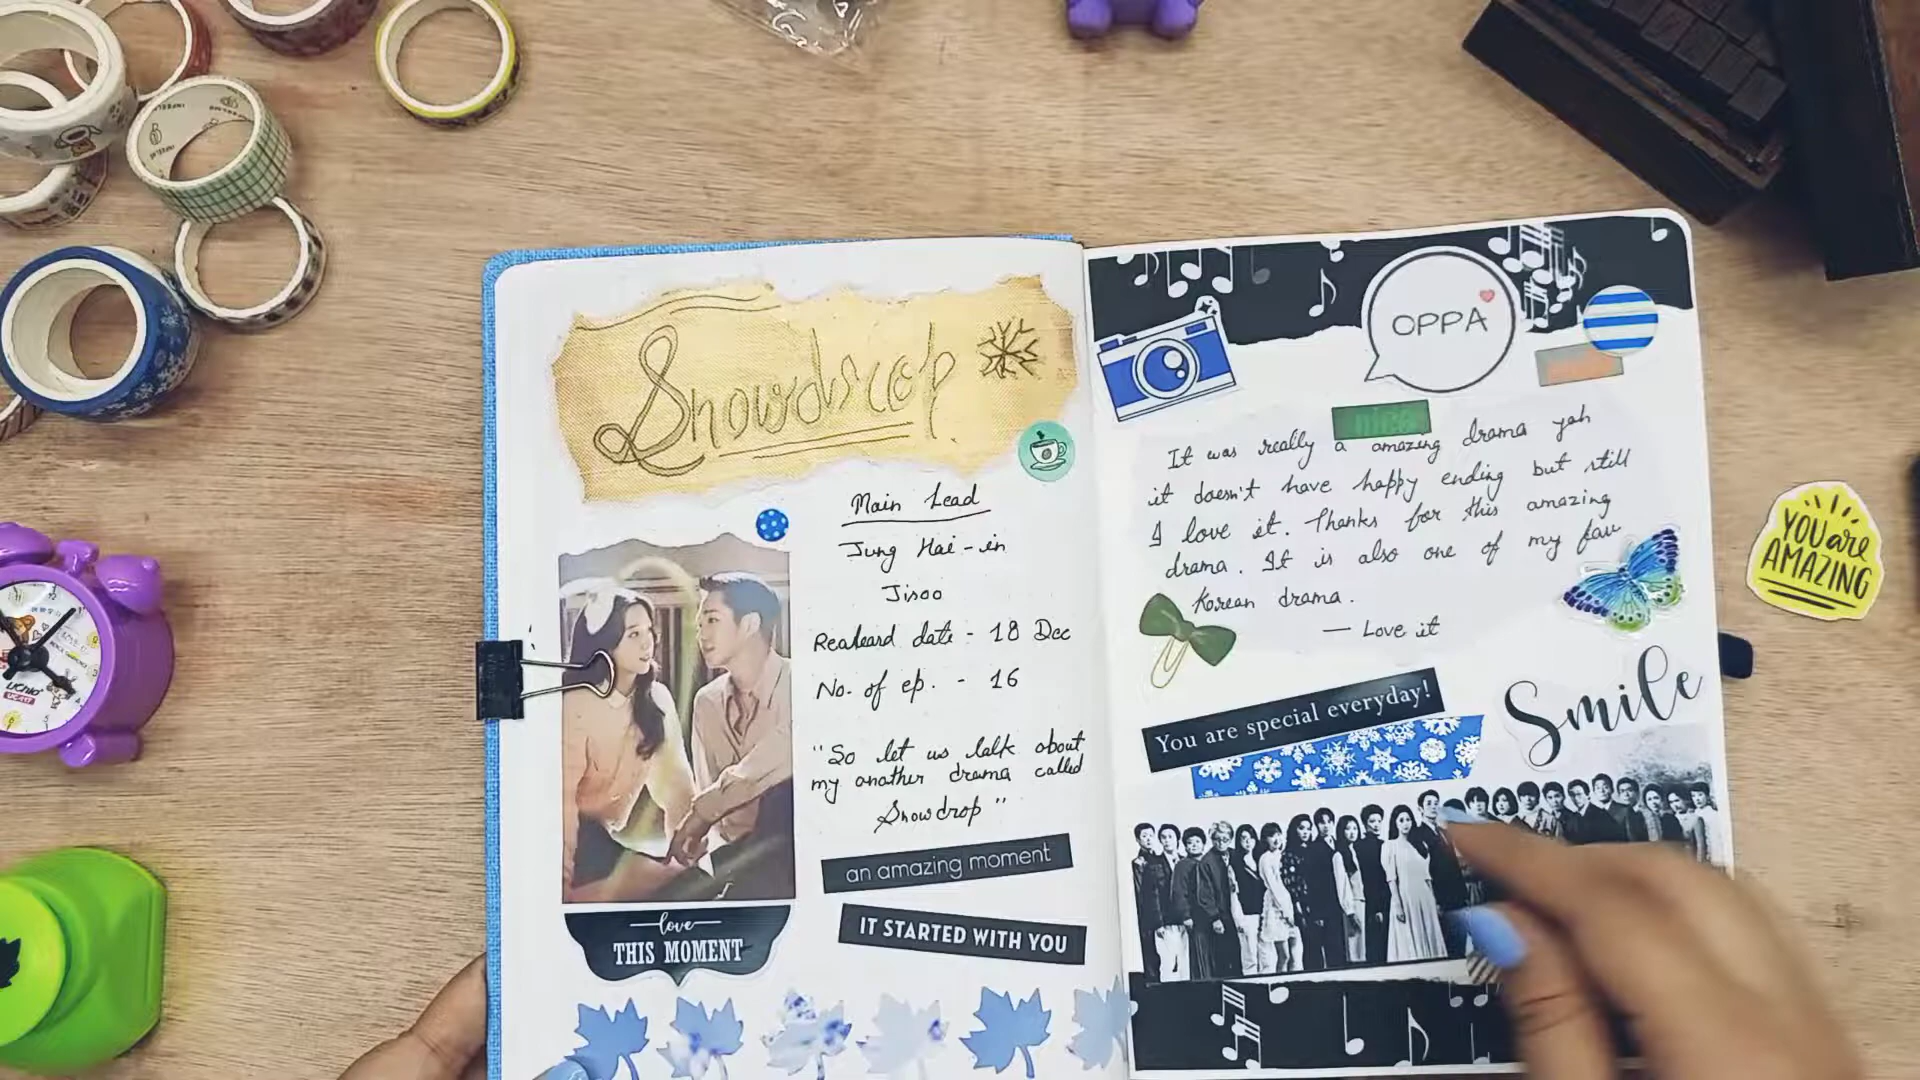 Snowdrop
Main Lead
Jung Hai-in
Jisoo
Realeard date - 18 Dec
No. of ep. - 16
"So let us talk about
my another drama called
Snowdrop"
an amazing moment
IT STARTED WITH YOU
love
THIS MOMENT
OPPA
nice
It was really a amazing drama yah
it doesn't have happy ending but still
I love it. Thanks for this amazing
drama. It is also one of my fav
Korean drama.
— Love it
You are special everyday!
Smile
YOU are
AMAZING